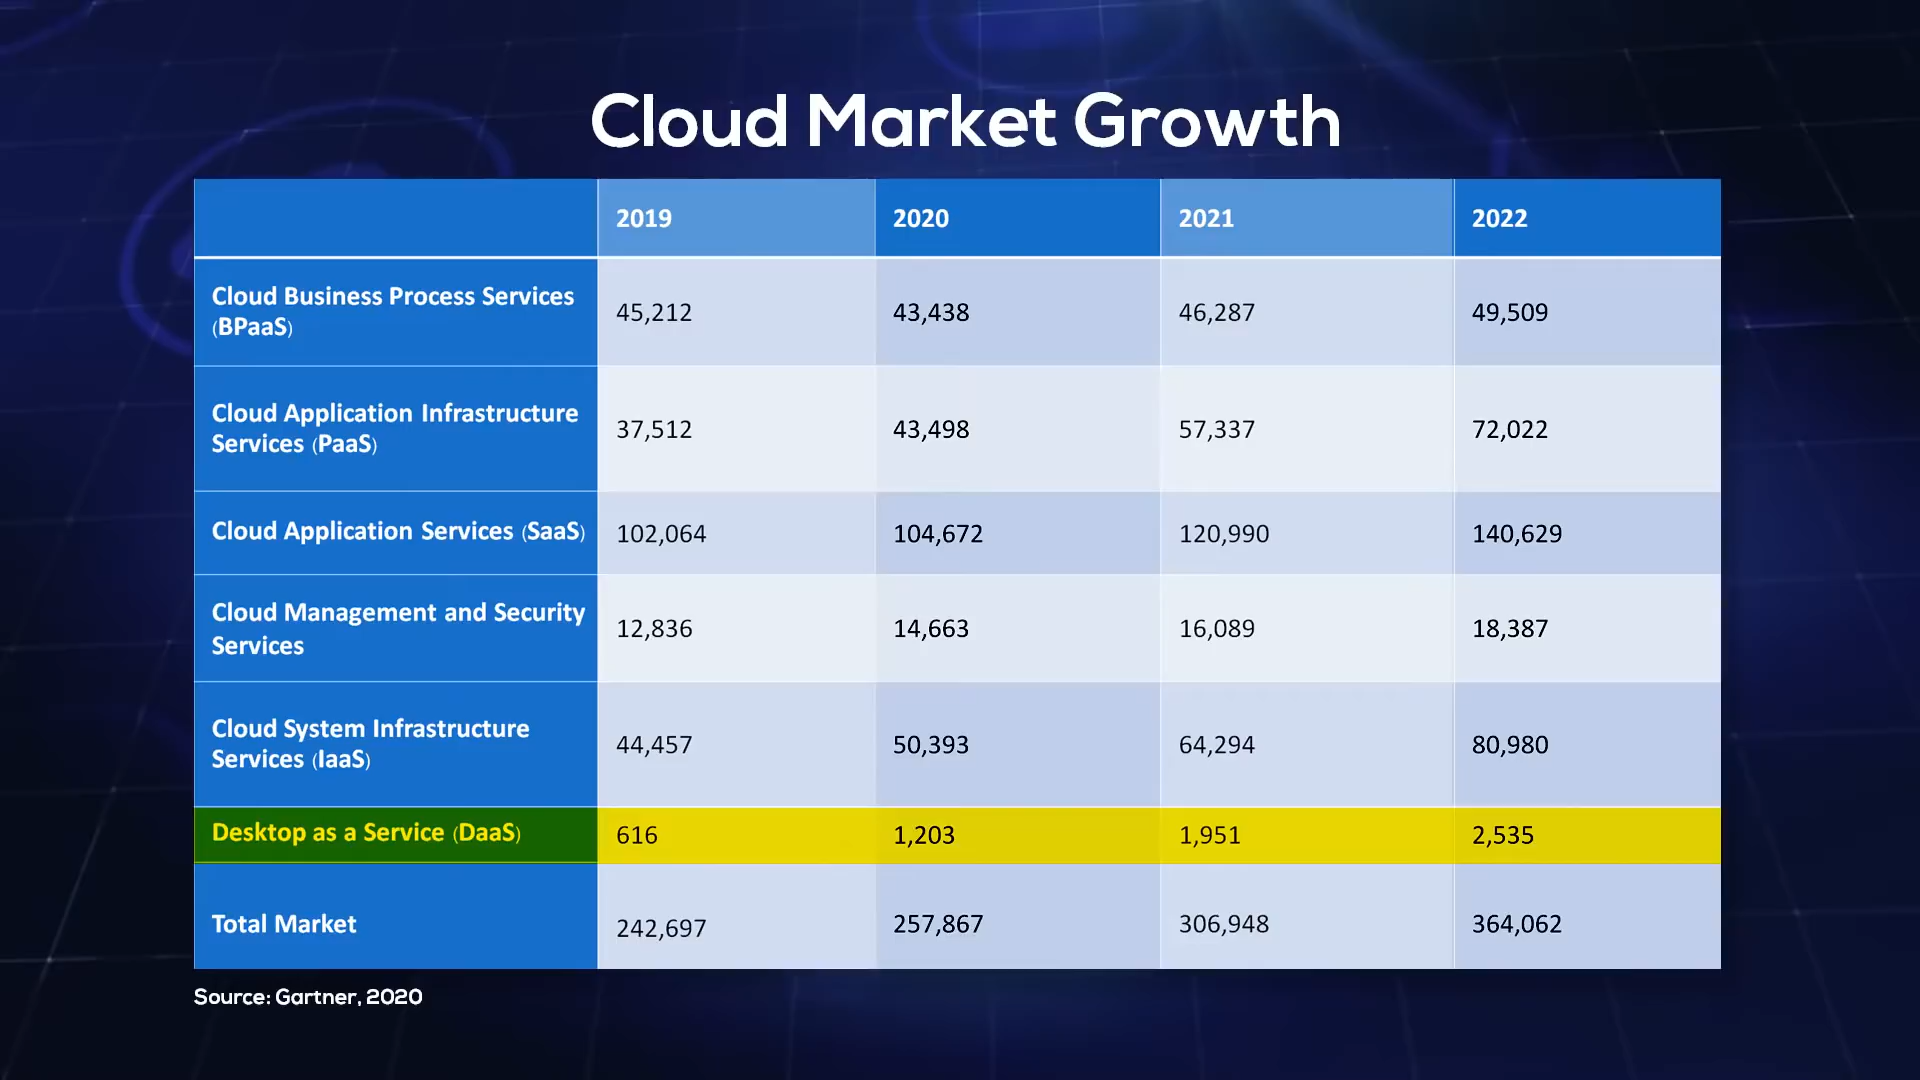 Cloud Market Growth
2019 2020 2021 2022
Cloud Business Process Services
(BPaaS)
45,212 43,438 46,287 49,509
Cloud Application Infrastructure
Services (PaaS)
37,512 43,498 57,337 72,022
Cloud Application Services (SaaS) 102,064 104,672 120,990 140,629
Cloud Management and Security
Services
12,836 14,663 16,089 18,387
Cloud System Infrastructure
Services (IaaS)
44,457 50,393 64,294 80,980
Desktop as a Service (DaaS) 616 1,203 1,951 2,535
Total Market 242,697 257,867 306,948 364,062
Source: Gartner, 2020